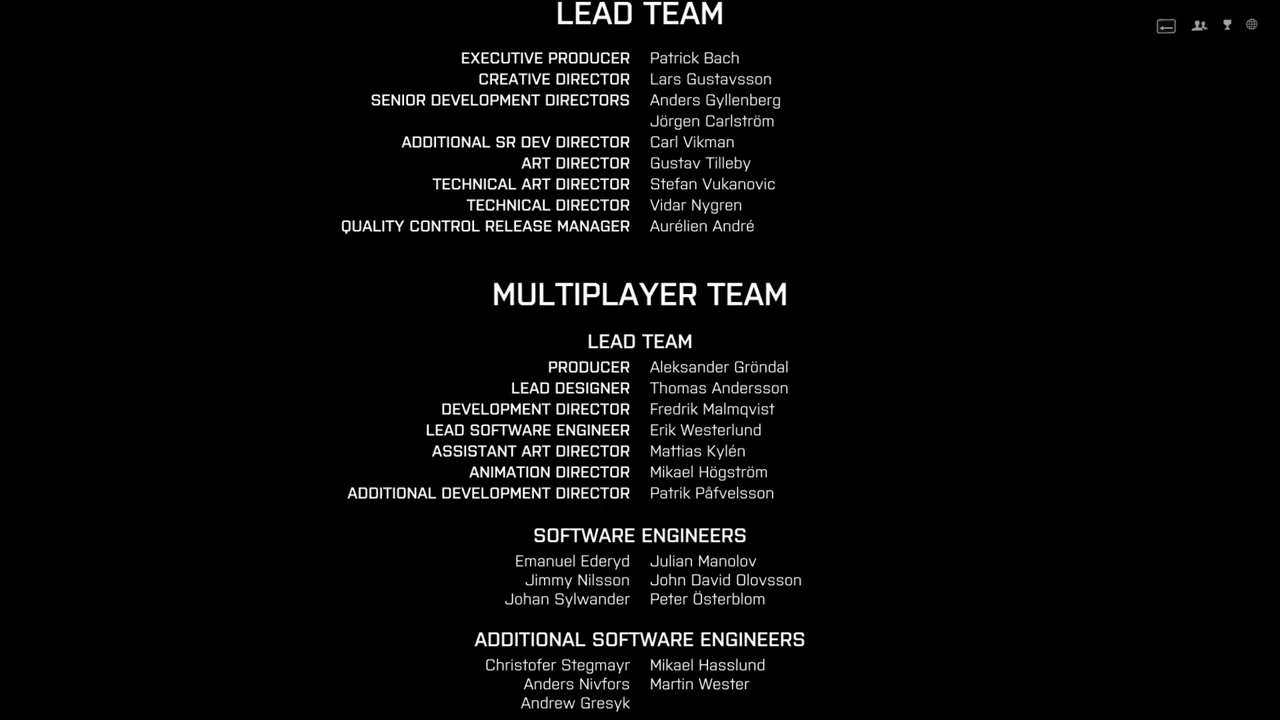 LEAD TEAM
EXECUTIVE PRODUCER Patrick Bach
CREATIVE DIRECTOR Lars Gustavsson
SENIOR DEVELOPMENT DIRECTORS Anders Gyllenberg
Jörgen Carlström
ADDITIONAL SR DEV DIRECTOR Carl Vikman
ART DIRECTOR Gustav Tilleby
TECHNICAL ART DIRECTOR Stefan Vukanovic
TECHNICAL DIRECTOR Vidar Nygren
QUALITY CONTROL RELEASE MANAGER Aurélien André
MULTIPLAYER TEAM
LEAD TEAM
PRODUCER Aleksander Gröndal
LEAD DESIGNER Thomas Andersson
DEVELOPMENT DIRECTOR Fredrik Malmqvist
LEAD SOFTWARE ENGINEER Erik Westerlund
ASSISTANT ART DIRECTOR Mattias Kylén
ANIMATION DIRECTOR Mikael Högström
ADDITIONAL DEVELOPMENT DIRECTOR Patrik Påfvelsson
SOFTWARE ENGINEERS
Emanuel Ederyd Julian Manolov
Jimmy Nilsson John David Olovsson
Johan Sylwander Peter Österblom
ADDITIONAL SOFTWARE ENGINEERS
Christofer Stegmayr Mikael Hasslund
Anders Nivfors Martin Wester
Andrew Gresyk